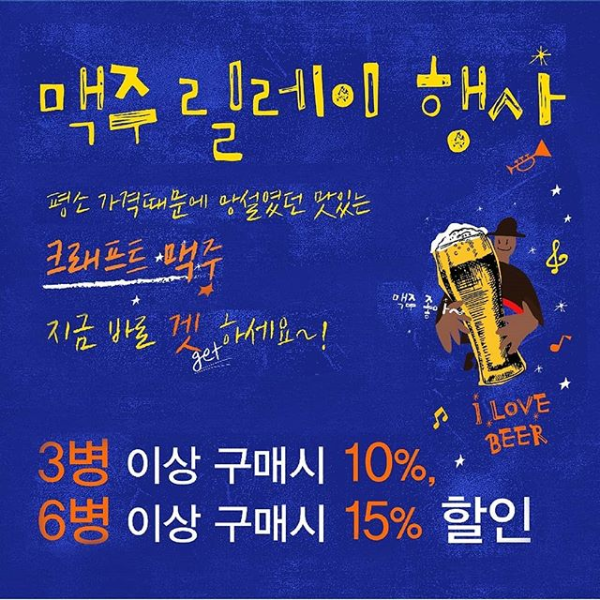 맥주 릴레이 행사
평소 가격때문에 망설였던 맛있는
크래프트 맥주
지금 바로 겟 하세요~!
get
맥주 좋아~
I LOVE
BEER
3병 이상 구매시 10%,
6병 이상 구매시 15% 할인